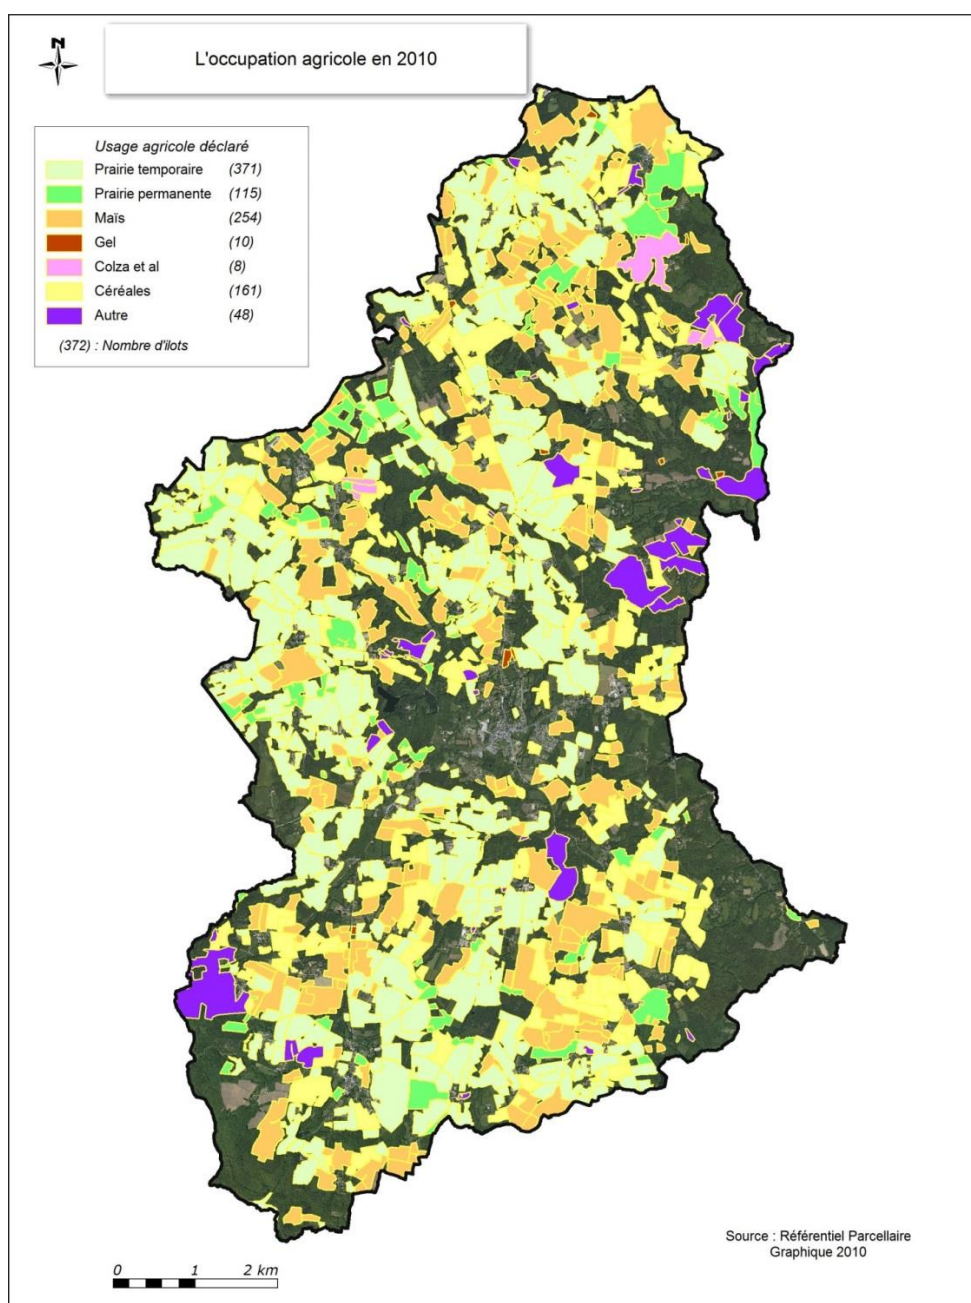 N
L'occupation agricole en 2010
Usage agricole déclaré
Prairie temporaire (371)
Prairie permanente (115)
Maïs (254)
Gel (10)
Colza et al (8)
Céréales (161)
Autre (48)
(372) : Nombre d'ilots
Source : Référentiel Parcellaire
Graphique 2010
0 1 2 km